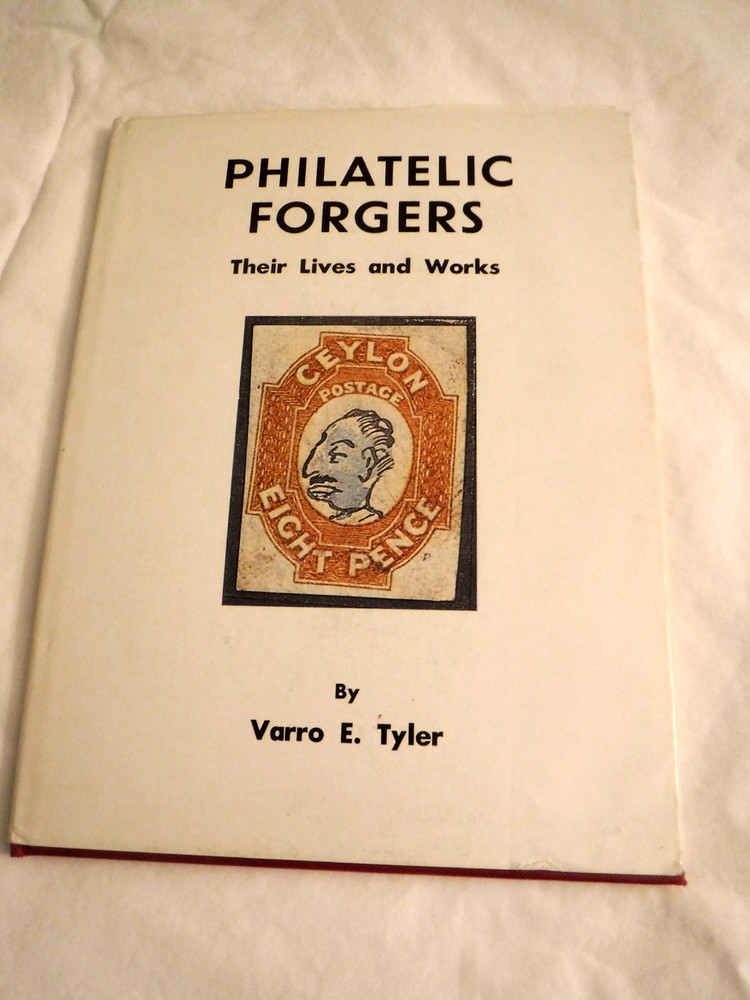 PHILATELIC
FORGERS
Their Lives and Works
CEYLON
POSTAGE
EIGHT PENCE
By
Varro E. Tyler